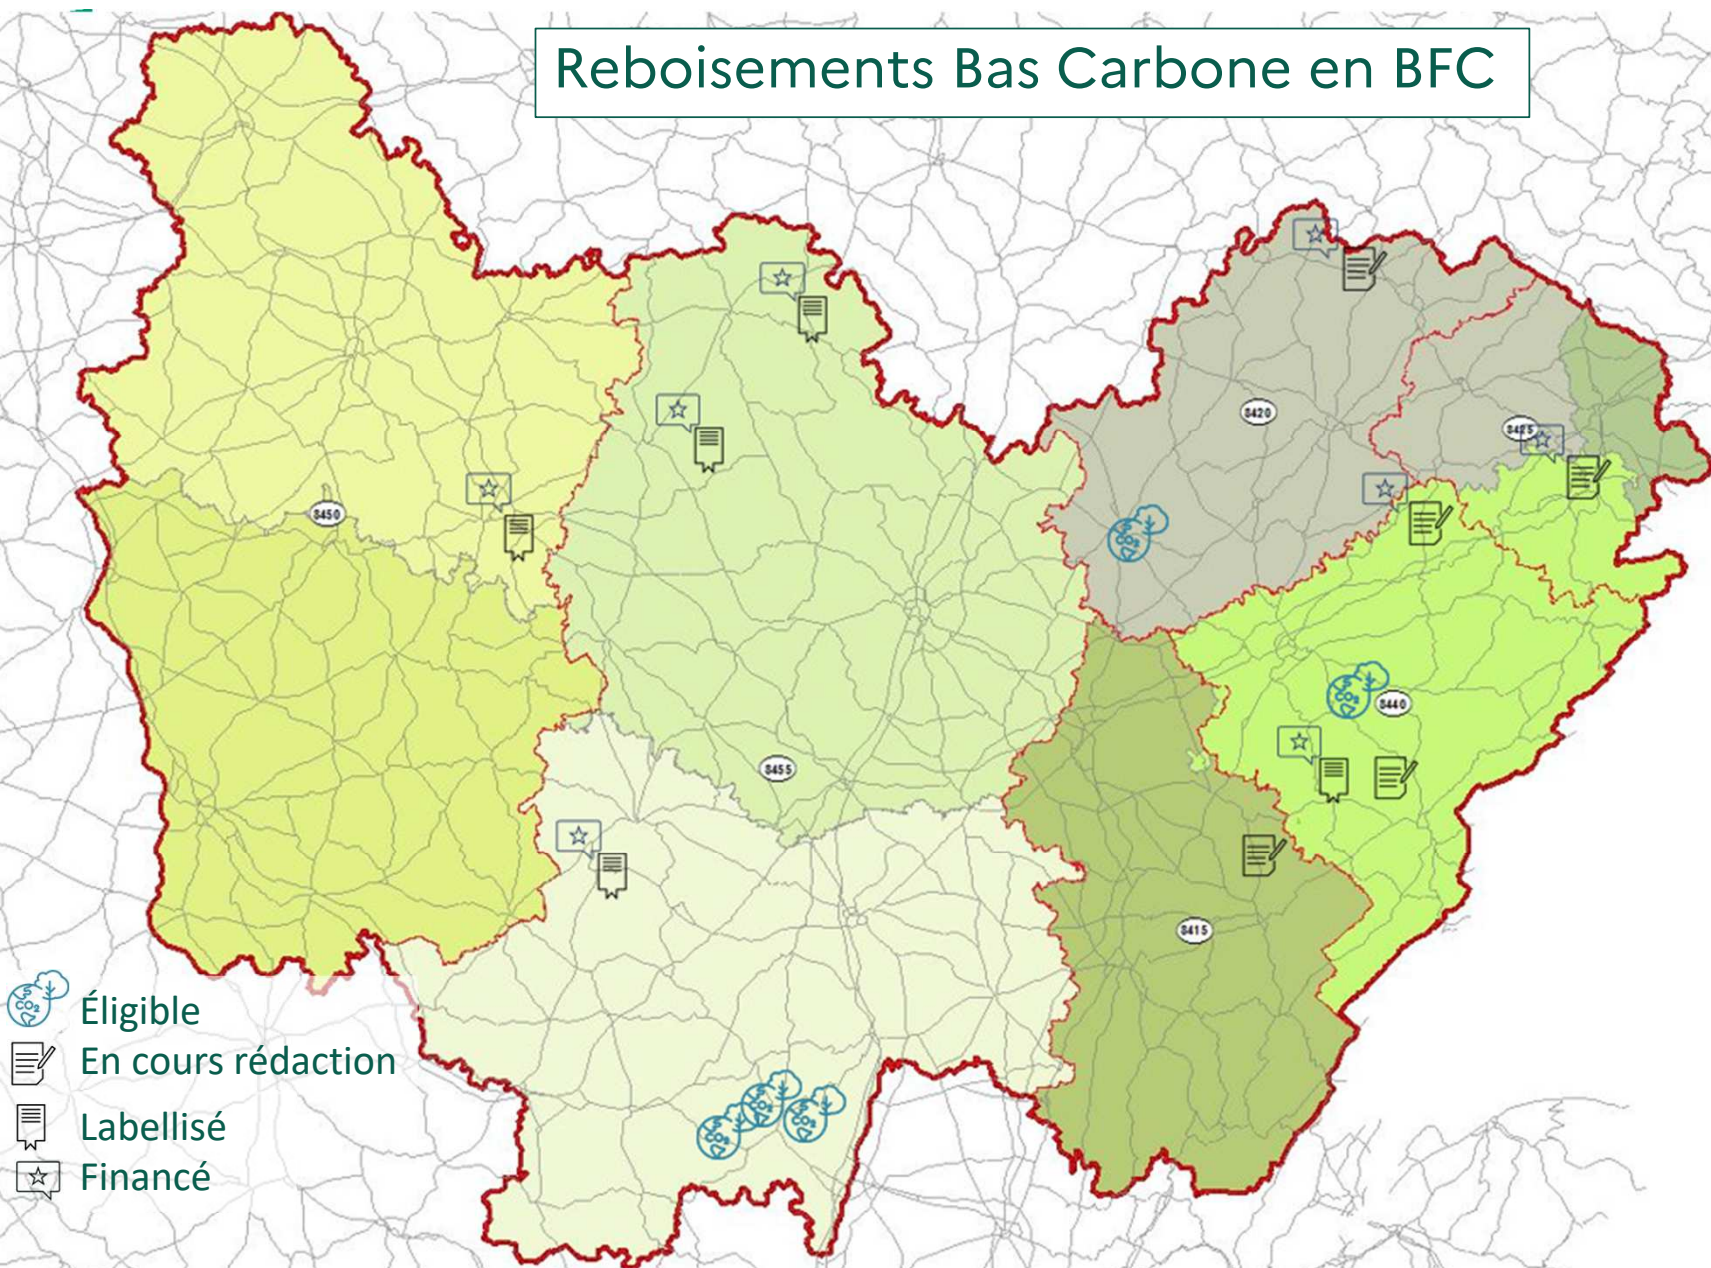 Reboisements Bas Carbone en BFC
8420
8425
8450
8440
8455
8415
Éligible
En cours rédaction
Labellisé
Financé